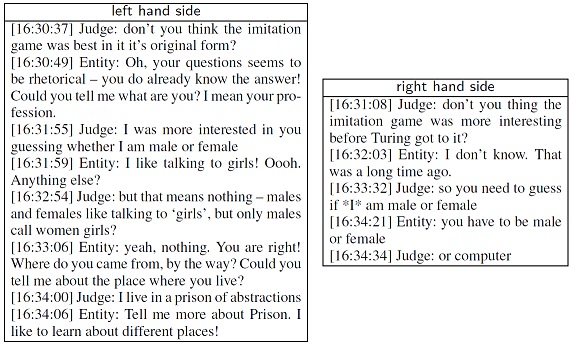 left hand side
[16:30:37] Judge: don't you think the imitation
game was best in it it's original form?
[16:30:49] Entity: Oh, your questions seems to
be rhetorical – you do already know the answer!
Could you tell me what are you? I mean your pro-
fession.
[16:31:55] Judge: I was more interested in you
guessing whether I am male or female
[16:31:59] Entity: I like talking to girls! Oooh.
Anything else?
[16:32:54] Judge: but that means nothing – males
and females like talking to 'girls', but only males
call women girls?
[16:33:06] Entity: yeah, nothing. You are right!
Where do you came from, by the way? Could you
tell me about the place where you live?
[16:34:00] Judge: I live in a prison of abstractions
[16:34:06] Entity: Tell me more about Prison. I
like to learn about different places!
right hand side
[16:31:08] Judge: don't you thing the
imitation game was more interesting
before Turing got to it?
[16:32:03] Entity: I don't know. That
was a long time ago.
[16:33:32] Judge: so you need to guess
if *I* am male or female
[16:34:21] Entity: you have to be male
or female
[16:34:34] Judge: or computer